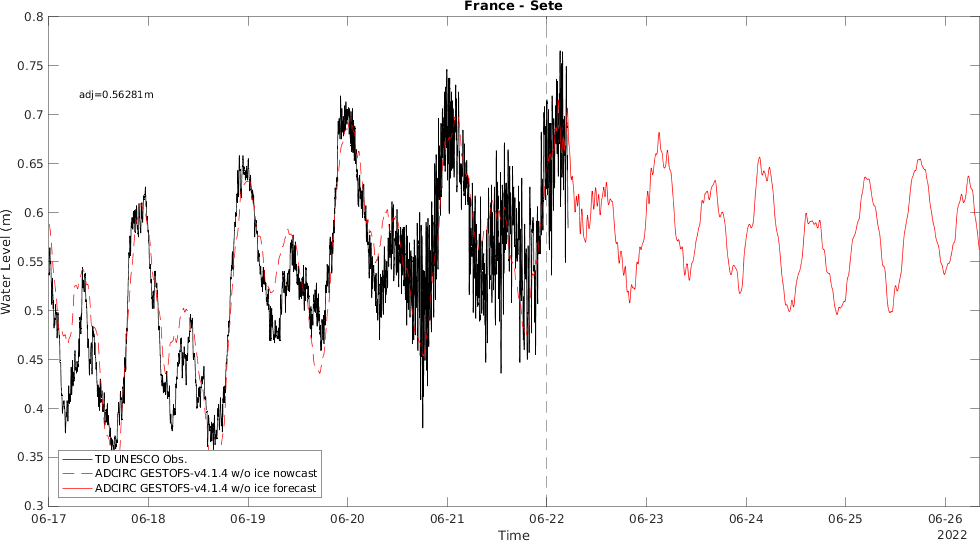 France - Sete
0.8
0.75
0.7
0.65
0.6
0.55
0.5
0.45
0.4
0.35
0.3
Water Level (m)
adj=0.56281m
TD UNESCO Obs.
ADCIRC GESTOFS-v4.1.4 w/o ice nowcast
ADCIRC GESTOFS-v4.1.4 w/o ice forecast
06-17 06-18 06-19 06-20 06-21 06-22 06-23 06-24 06-25 06-26
Time
2022